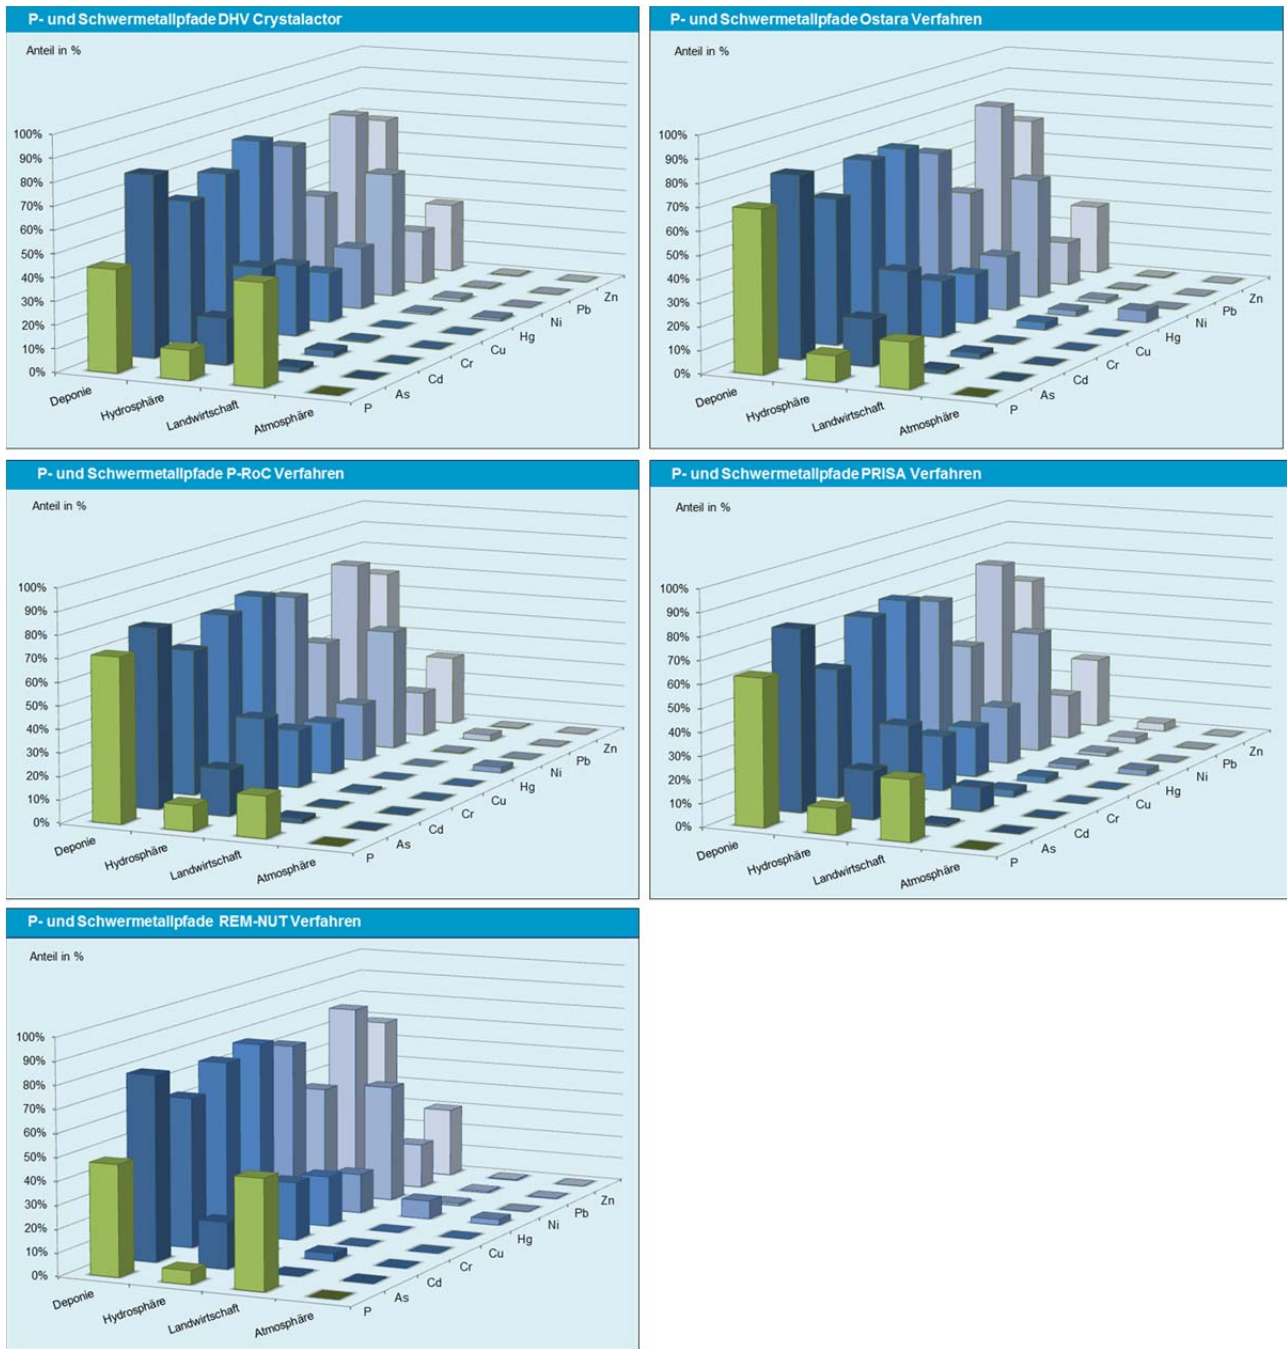 P- und Schwermetallpfade DHV Crystalactor
Anteil in %
100%
90%
80%
70%
60%
50%
40%
30%
20%
10%
0%
Deponie
Hydrosphäre
Landwirtschaft
Atmosphäre
P
As
Cd
Cr
Cu
Hg
Ni
Pb
Zn
P- und Schwermetallpfade Ostara Verfahren
Anteil in %
100%
90%
80%
70%
60%
50%
40%
30%
20%
10%
0%
Deponie
Hydrosphäre
Landwirtschaft
Atmosphäre
P
As
Cd
Cr
Cu
Hg
Ni
Pb
Zn
P- und Schwermetallpfade P-RoC Verfahren
Anteil in %
100%
90%
80%
70%
60%
50%
40%
30%
20%
10%
0%
Deponie
Hydrosphäre
Landwirtschaft
Atmosphäre
P
As
Cd
Cr
Cu
Hg
Ni
Pb
Zn
P- und Schwermetallpfade PRISA Verfahren
Anteil in %
100%
90%
80%
70%
60%
50%
40%
30%
20%
10%
0%
Deponie
Hydrosphäre
Landwirtschaft
Atmosphäre
P
As
Cd
Cr
Cu
Hg
Ni
Pb
Zn
P- und Schwermetallpfade REM-NUT Verfahren
Anteil in %
100%
90%
80%
70%
60%
50%
40%
30%
20%
10%
0%
Deponie
Hydrosphäre
Landwirtschaft
Atmosphäre
P
As
Cd
Cr
Cu
Hg
Ni
Pb
Zn